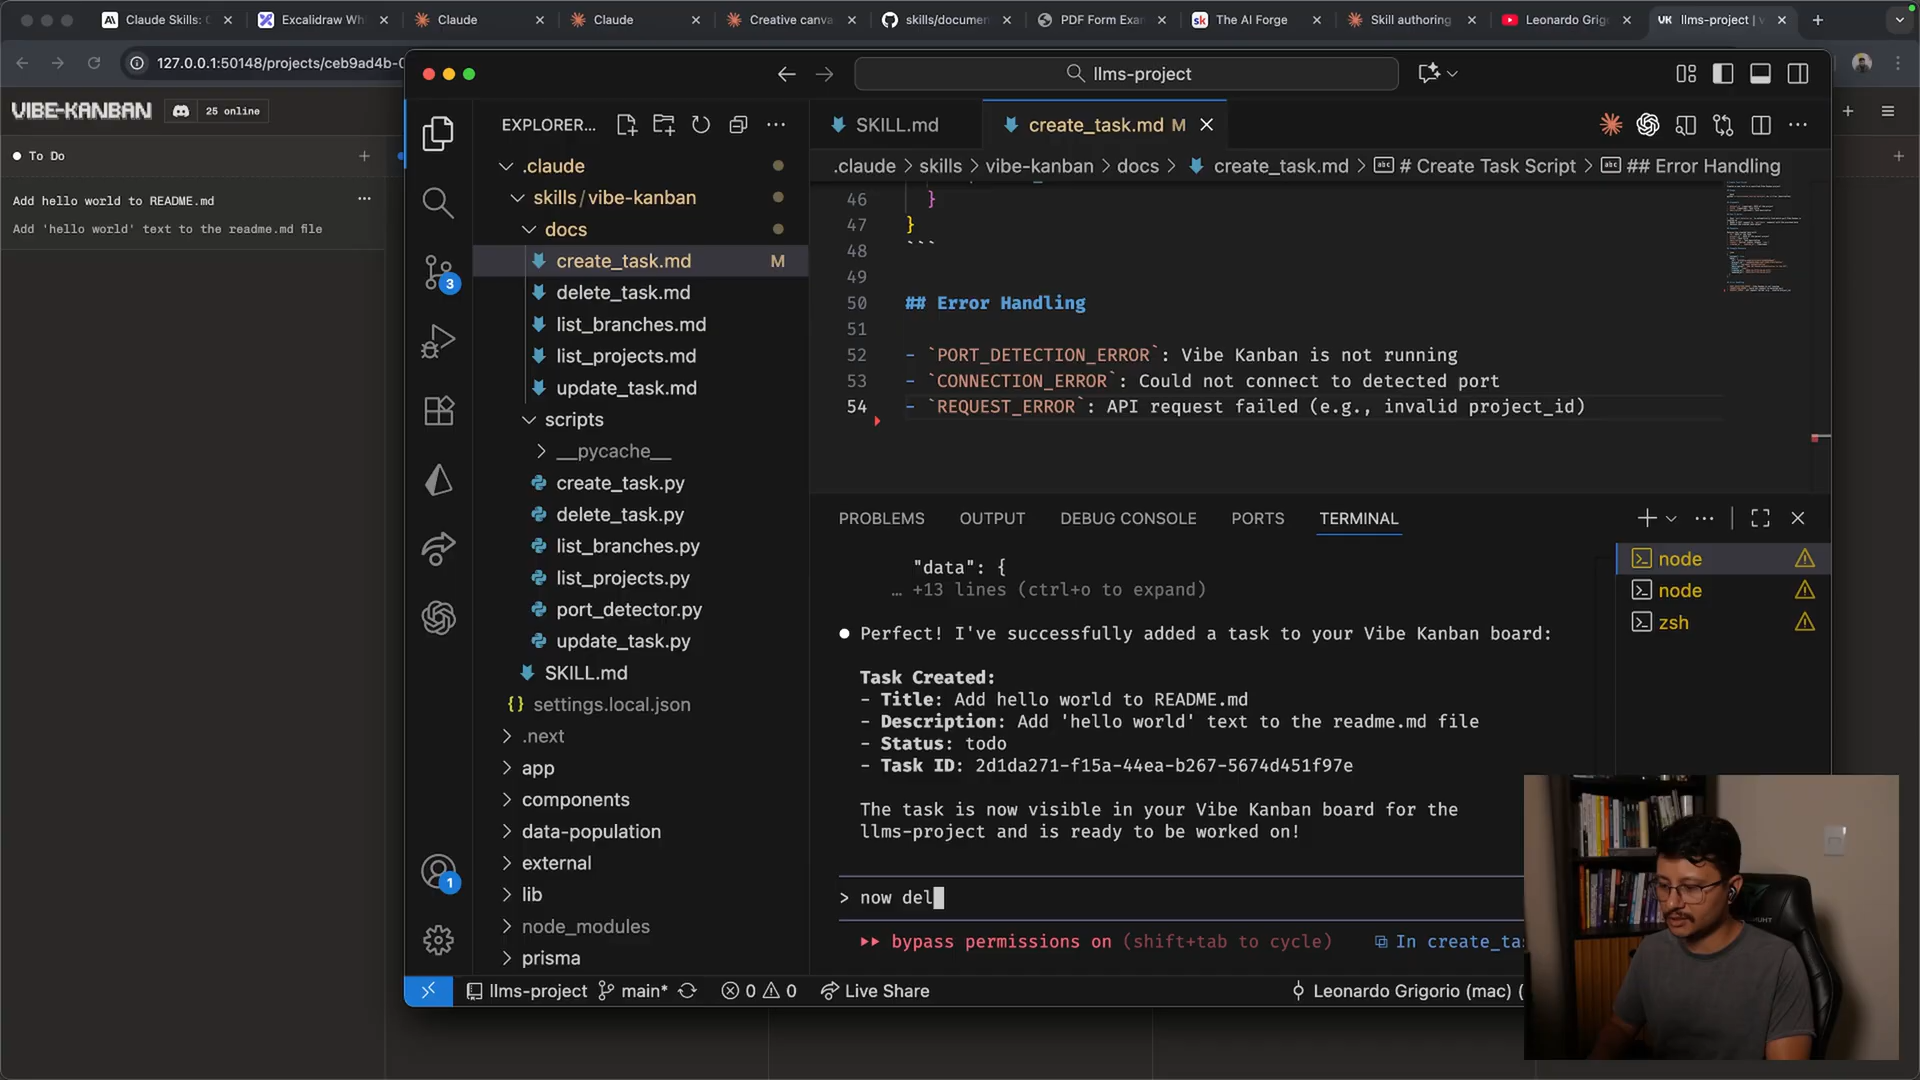 Claude Skills: C
Excalidraw Whi
Claude
Claude
Creative canva
skills/documen
PDF Form Exa
The AI Forge
Skill authoring
Leonardo Grig
llms-project | v
127.0.0.1:50148/projects/ceb9ad4b-0
VIBE-KANBAN
25 online
To Do
Add hello world to README.md
Add 'hello world' text to the readme.md file
llms-project
EXPLORER...
.claude
skills / vibe-kanban
docs
create_task.md M
delete_task.md
list_branches.md
list_projects.md
update_task.md
scripts
__pycache__
create_task.py
delete_task.py
list_branches.py
list_projects.py
port_detector.py
update_task.py
SKILL.md
{} settings.local.json
.next
app
components
data-population
external
lib
node_modules
prisma
3
1
SKILL.md
create_task.md M
.claude > skills > vibe-kanban > docs > create_task.md > # Create Task Script > ## Error Handling
46 }
47 }
48 ```
49
50 ## Error Handling
51
52 - `PORT_DETECTION_ERROR`: Vibe Kanban is not running
53 - `CONNECTION_ERROR`: Could not connect to detected port
54 - `REQUEST_ERROR`: API request failed (e.g., invalid project_id)
PROBLEMS OUTPUT DEBUG CONSOLE PORTS TERMINAL
node
node
zsh
"data": {
… +13 lines (ctrl+o to expand)
Perfect! I've successfully added a task to your Vibe Kanban board:
Task Created:
- Title: Add hello world to README.md
- Description: Add 'hello world' text to the readme.md file
- Status: todo
- Task ID: 2d1da271-f15a-44ea-b267-5674d451f97e
The task is now visible in your Vibe Kanban board for the
llms-project and is ready to be worked on!
> now del
bypass permissions on (shift+tab to cycle)
In create_tas
llms-project main* 0 0 Live Share
Leonardo Grigorio (mac) (